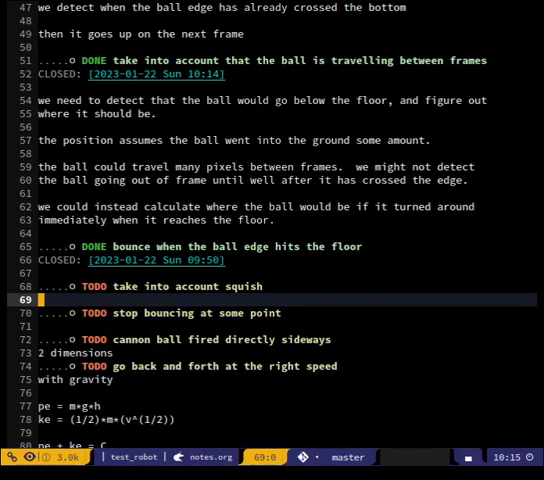 47 we detect when the ball edge has already crossed the bottom
48
49 then it goes up on the next frame
50
51 .....o DONE take into account that the ball is travelling between frames
52 CLOSED: [2023-01-22 Sun 10:14]
53
54 we need to detect that the ball would go below the floor, and figure out
55 where it should be.
56
57 the position assumes the ball went into the ground some amount.
58
59 the ball could travel many pixels between frames.  we might not detect
60 the ball going out of frame until well after it has crossed the edge.
61
62 we could instead calculate where the ball would be if it turned around
63 immediately when it reaches the floor.
64
65 .....o DONE bounce when the ball edge hits the floor
66 CLOSED: [2023-01-22 Sun 09:50]
67
68 .....o TODO take into account squish
69
70 .....o TODO stop bouncing at some point
71
72 .....o TODO cannon ball fired directly sideways
73 2 dimensions
74 .....o TODO go back and forth at the right speed
75 with gravity
76
77 pe = m*g*h
78 ke = (1/2)*m*(v^(1/2))
79
80 pe + ke = C
3.0k | test_robot | notes.org 69:0 master 10:15